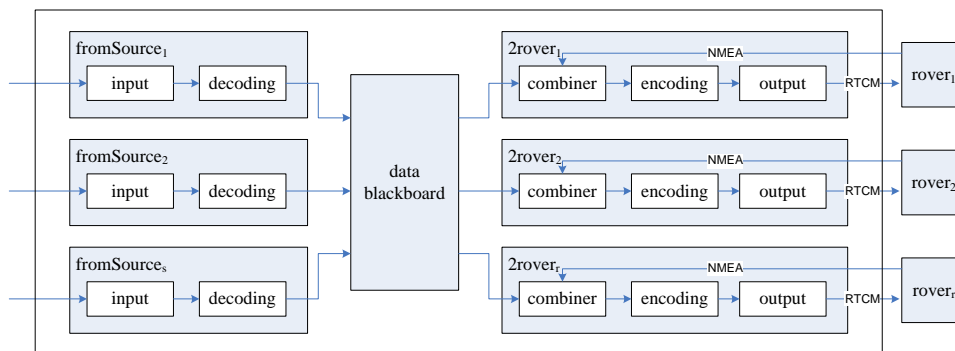 fromSource₁
input
decoding
2rover₁
NMEA
combiner
encoding
output
RTCM
rover₁
fromSource₂
input
decoding
data
blackboard
2rover₂
NMEA
combiner
encoding
output
RTCM
rover₂
fromSourceₛ
input
decoding
2roverᵣ
NMEA
combiner
encoding
output
RTCM
roverᵣ